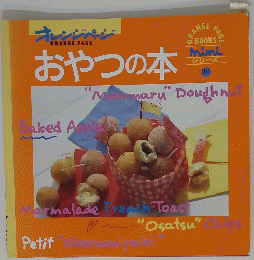 オレンジページ
ORANGE PAGE
おやつの本
ORANGE PAGE
BOOKS
mini
シリーズ
"Manmaru" Doughnut
Baked Apple
Marmalade French Toast
"Osatsu" Chips
Petit